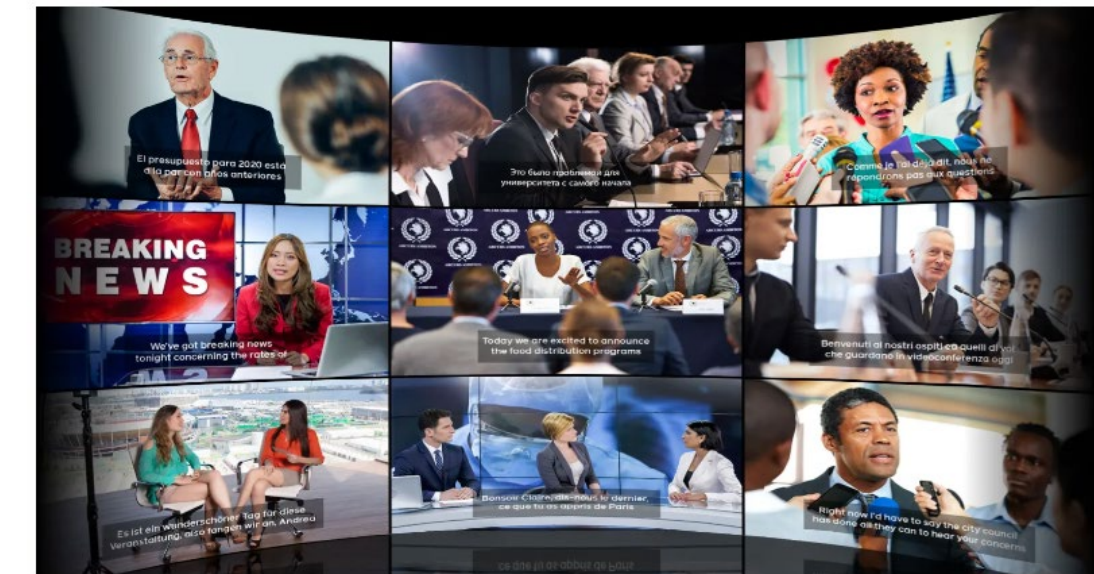 El presupuesto para 2020 está
día par con años anteriores
Это было проблемой для
университета с самого начала
Comme je l'ai déjà dit, nous ne
répondrons pas aux questions
BREAKING
NEWS
We've got breaking news
tonight concerning the rates of
Today we are excited to announce
the food distribution programs
Benvenuti ai nostri ospiti ea quelli di voi
che guardano in videoconferenza oggi
Es ist ein wunderschöner Tag für diese
Veranstaltung, also fangen wir an, Andrea
Bonsoir Claire, dis-nous le dernier,
ce que tu as appris de Paris
Right now I'd have to say the city council
has done all they can to hear your concerns